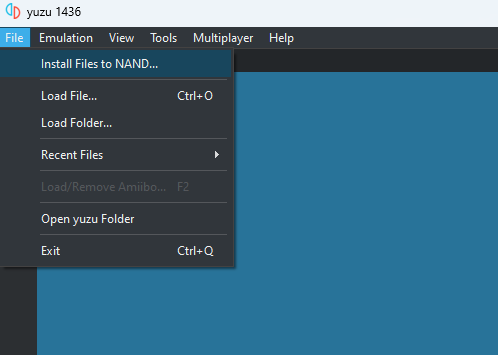 yuzu 1436
File Emulation View Tools Multiplayer Help
Install Files to NAND...
Load File... Ctrl+O
Load Folder...
Recent Files
Load/Remove Amiibo... F2
Open yuzu Folder
Exit Ctrl+Q